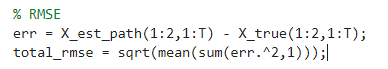 % RMSE
err = X_est_path(1:2,1:T) - X_true(1:2,1:T);
total_rmse = sqrt(mean(sum(err.^2,1)));